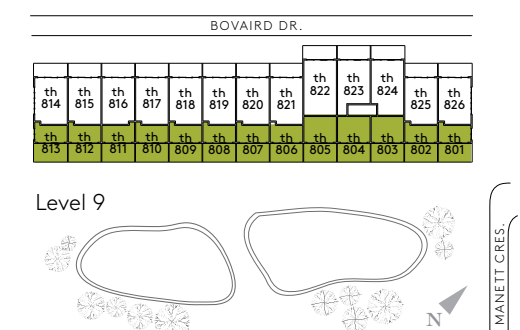 BOVAIRD DR.
th 814
th 815
th 816
th 817
th 818
th 819
th 820
th 821
th 822
th 823
th 824
th 825
th 826
th 813
th 812
th 811
th 810
th 809
th 808
th 807
th 806
th 805
th 804
th 803
th 802
th 801
Level 9
MANETT CRES.
N